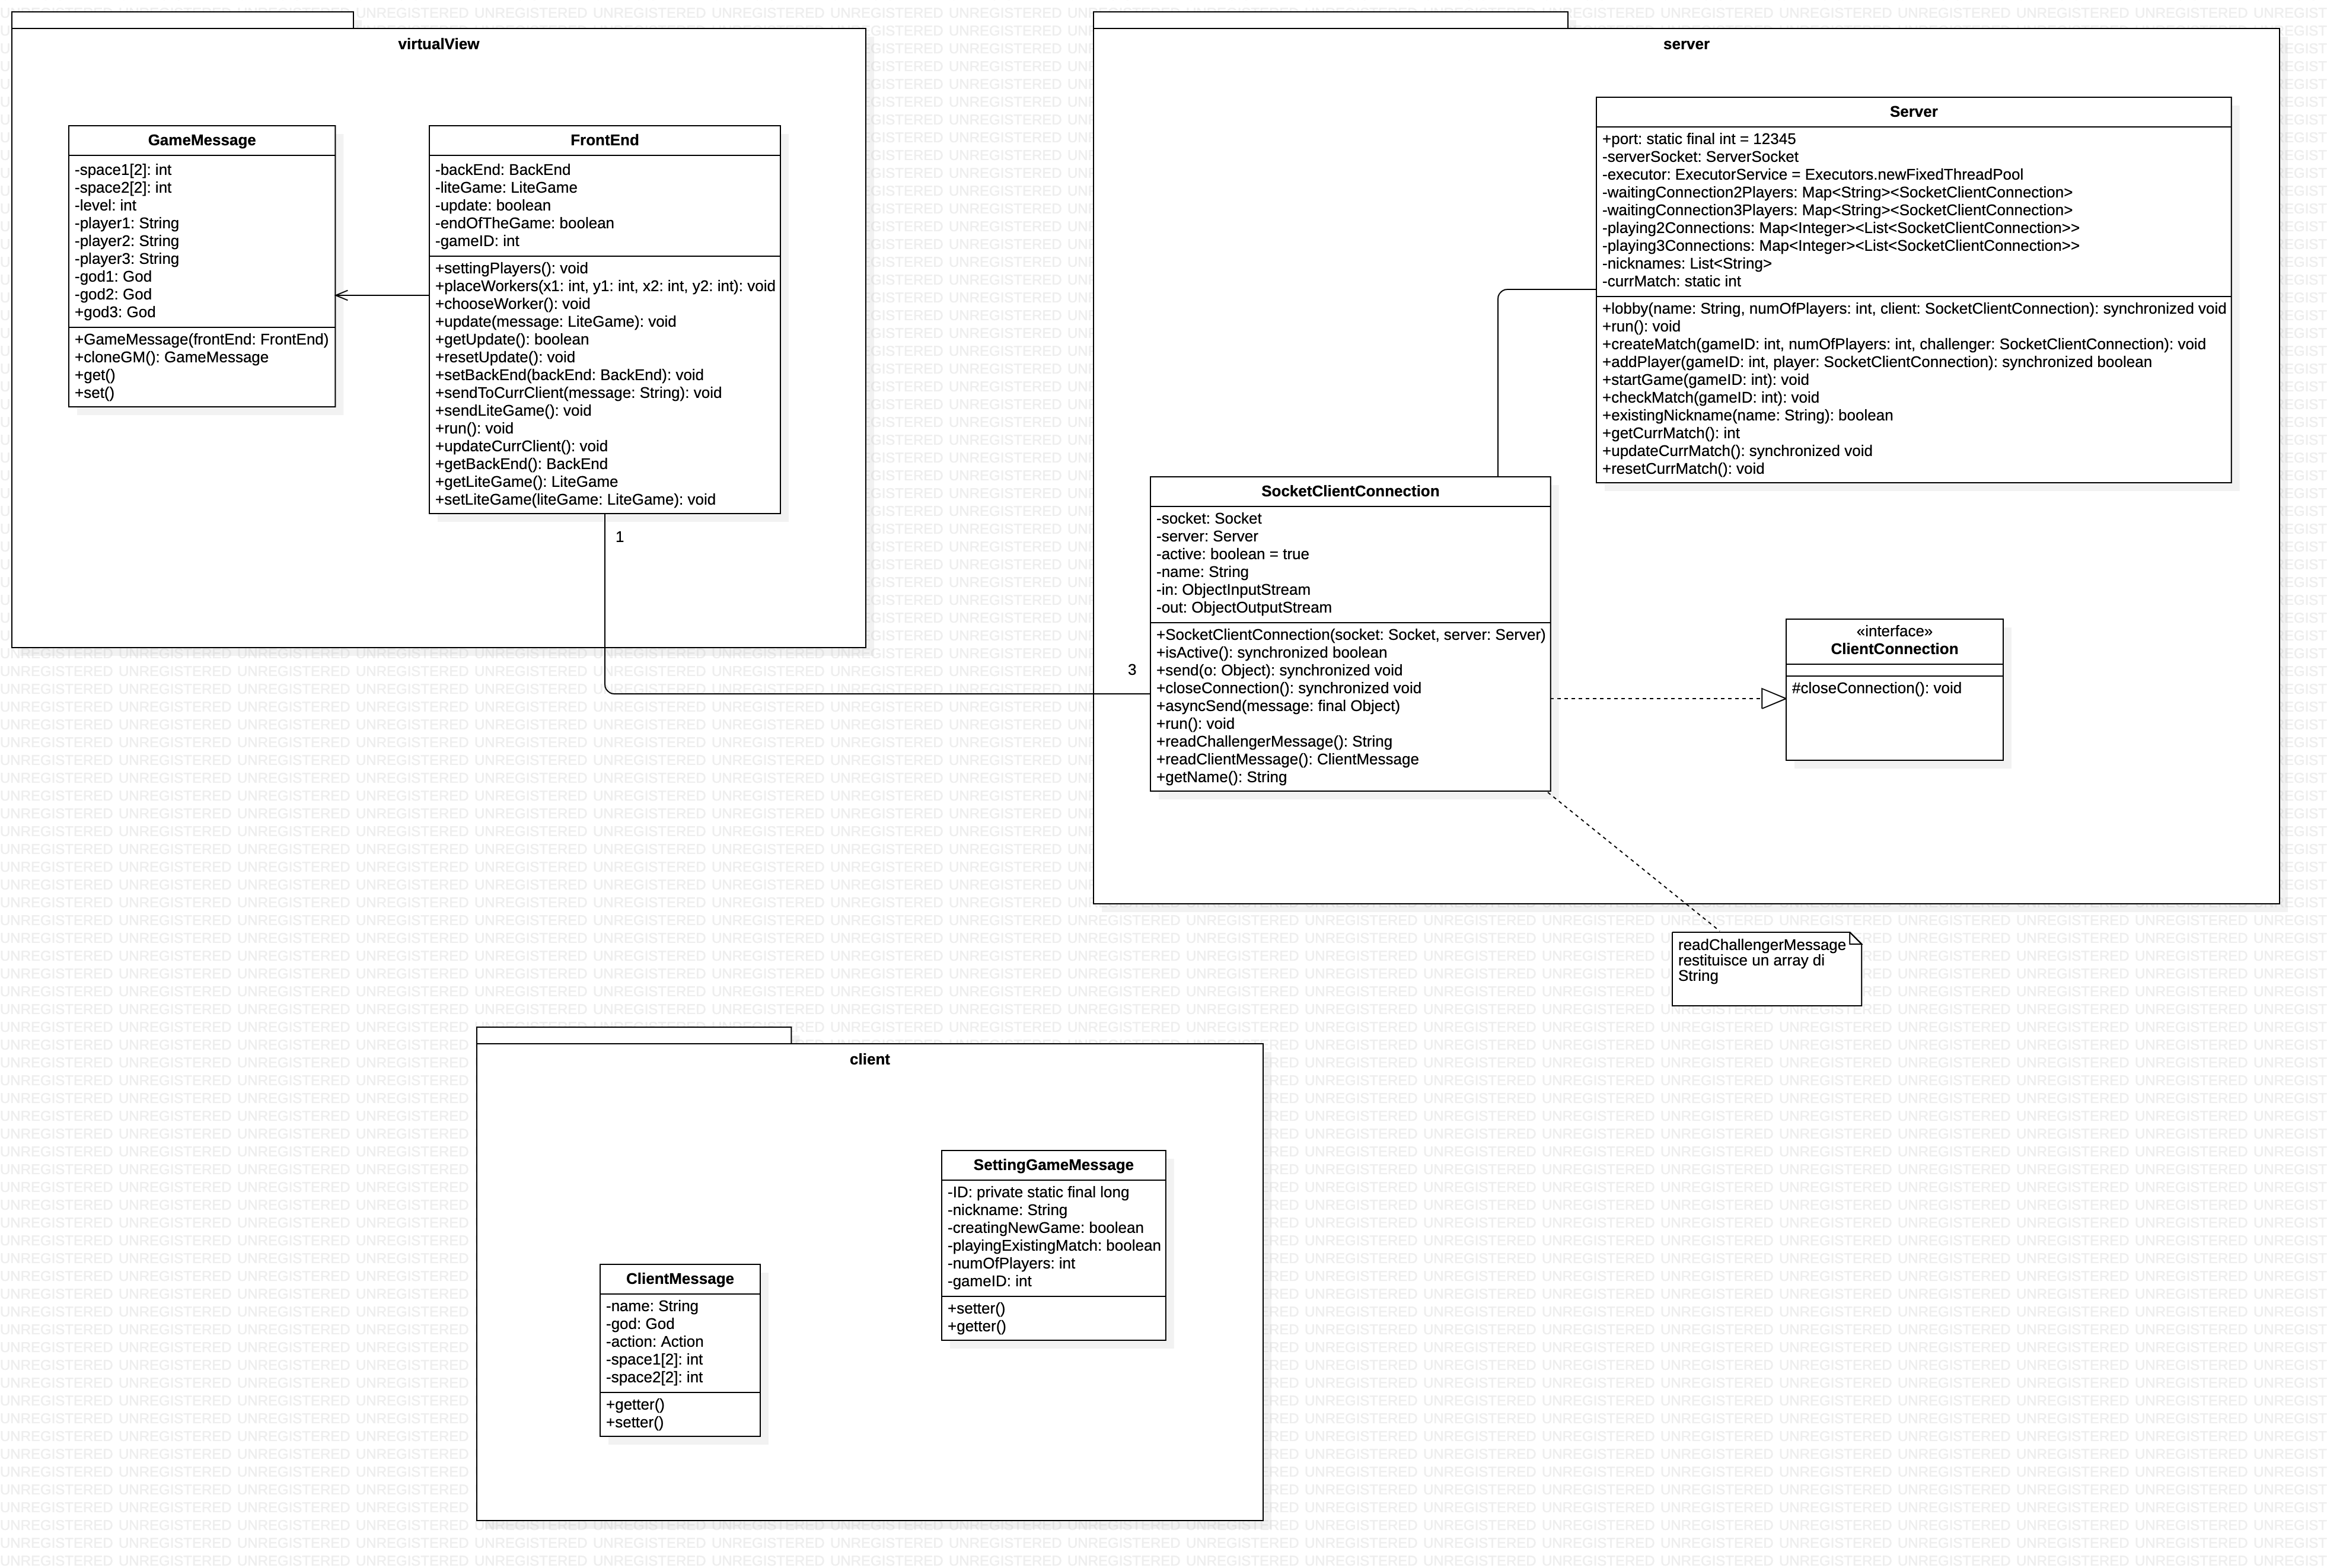 virtualView
GameMessage
-space1[2]: int
-space2[2]: int
-level: int
-player1: String
-player2: String
-player3: String
-god1: God
-god2: God
+god3: God
+GameMessage(frontEnd: FrontEnd)
+cloneGM(): GameMessage
+get()
+set()
FrontEnd
-backEnd: BackEnd
-liteGame: LiteGame
-update: boolean
-endOfTheGame: boolean
-gameID: int
+settingPlayers(): void
+placeWorkers(x1: int, y1: int, x2: int, y2: int): void
+chooseWorker(): void
+update(message: LiteGame): void
+getUpdate(): boolean
+resetUpdate(): void
+setBackEnd(backEnd: BackEnd): void
+sendToCurrClient(message: String): void
+sendLiteGame(): void
+run(): void
+updateCurrClient(): void
+getBackEnd(): BackEnd
+getLiteGame(): LiteGame
+setLiteGame(liteGame: LiteGame): void
1
3
server
Server
+port: static final int = 12345
-serverSocket: ServerSocket
-executor: ExecutorService = Executors.newFixedThreadPool
-waitingConnection2Players: Map<String><SocketClientConnection>
-waitingConnection3Players: Map<String><SocketClientConnection>
-playing2Connections: Map<Integer><List<SocketClientConnection>>
-playing3Connections: Map<Integer><List<SocketClientConnection>>
-nicknames: List<String>
-currMatch: static int
+lobby(name: String, numOfPlayers: int, client: SocketClientConnection): synchronized void
+run(): void
+createMatch(gameID: int, numOfPlayers: int, challenger: SocketClientConnection): void
+addPlayer(gameID: int, player: SocketClientConnection): synchronized boolean
+startGame(gameID: int): void
+checkMatch(gameID: int): void
+existingNickname(name: String): boolean
+getCurrMatch(): int
+updateCurrMatch(): synchronized void
+resetCurrMatch(): void
SocketClientConnection
-socket: Socket
-server: Server
-active: boolean = true
-name: String
-in: ObjectInputStream
-out: ObjectOutputStream
+SocketClientConnection(socket: Socket, server: Server)
+isActive(): synchronized boolean
+send(o: Object): synchronized void
+closeConnection(): synchronized void
+asyncSend(message: final Object)
+run(): void
+readChallengerMessage(): String
+readClientMessage(): ClientMessage
+getName(): String
«interface»
ClientConnection
#closeConnection(): void
readChallengerMessage
restituisce un array di
String
client
SettingGameMessage
-ID: private static final long
-nickname: String
-creatingNewGame: boolean
-playingExistingMatch: boolean
-numOfPlayers: int
-gameID: int
+setter()
+getter()
ClientMessage
-name: String
-god: God
-action: Action
-space1[2]: int
-space2[2]: int
+getter()
+setter()
UNREGISTERED